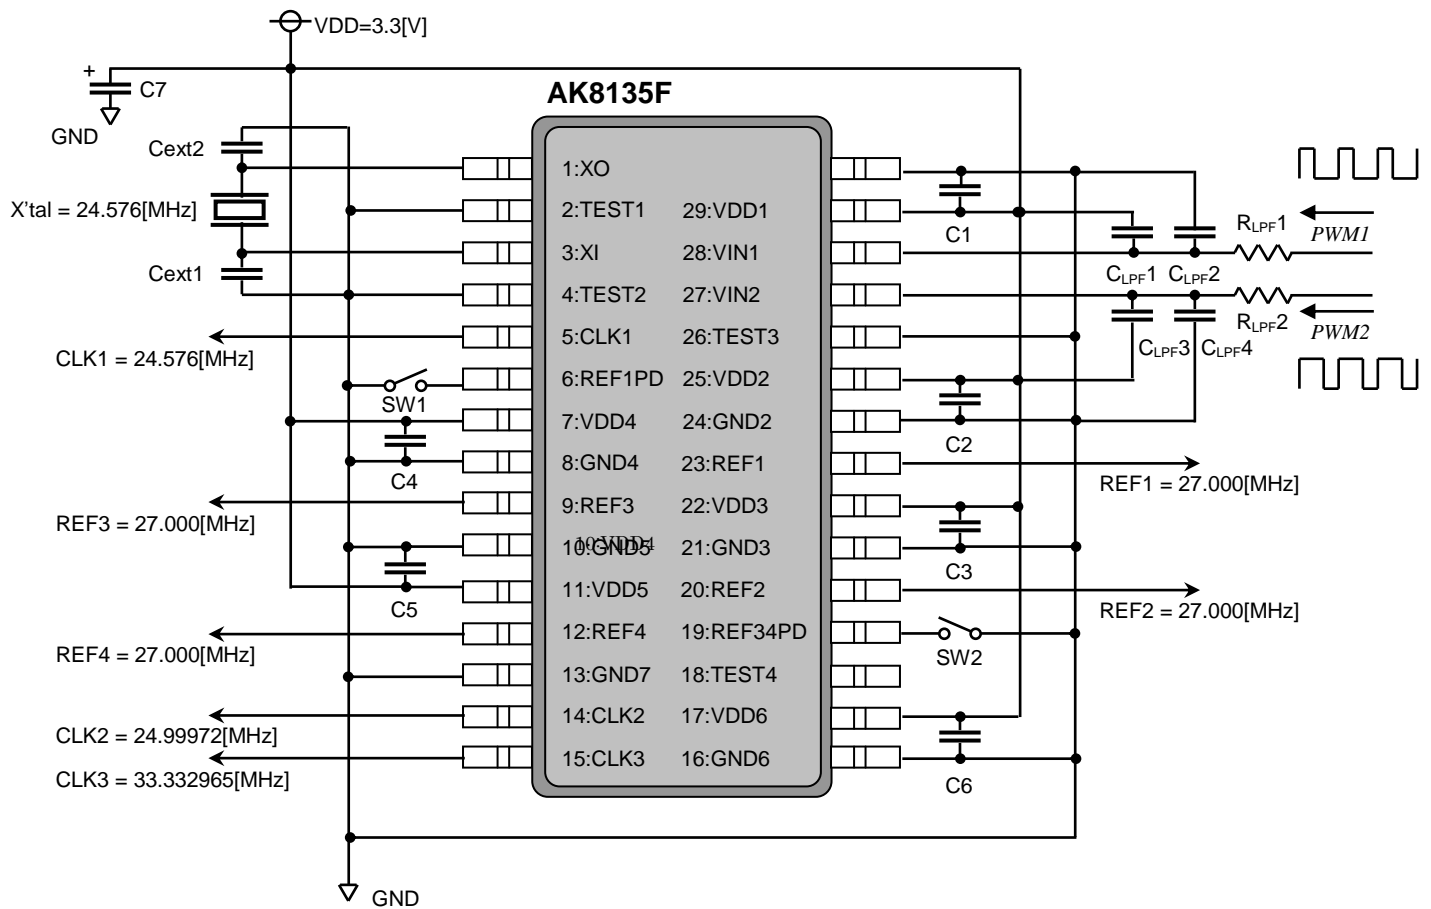 VDD=3.3[V]
+
C7
GND
AK8135F
Cext2
X'tal = 24.576[MHz]
Cext1
CLK1 = 24.576[MHz]
SW1
C4
REF3 = 27.000[MHz]
C5
REF4 = 27.000[MHz]
CLK2 = 24.99972[MHz]
CLK3 = 33.332965[MHz]
GND
1:XO
2:TEST1
3:XI
4:TEST2
5:CLK1
6:REF1PD
7:VDD4
8:GND4
9:REF3
10:GND5
10:VDD4
11:VDD5
12:REF4
13:GND7
14:CLK2
15:CLK3
29:VDD1
28:VIN1
27:VIN2
26:TEST3
25:VDD2
24:GND2
23:REF1
22:VDD3
21:GND3
20:REF2
19:REF34PD
18:TEST4
17:VDD6
16:GND6
C1
CLPF1
CLPF2
RLPF1
PWM1
RLPF2
PWM2
CLPF3
CLPF4
C2
REF1 = 27.000[MHz]
C3
REF2 = 27.000[MHz]
SW2
C6